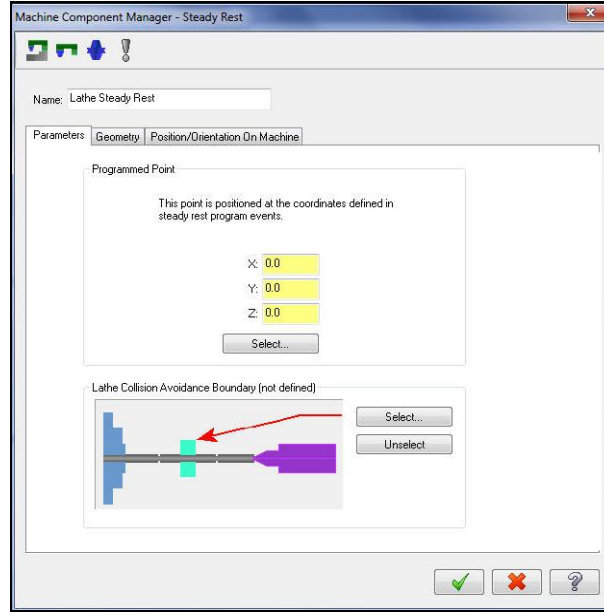 Machine Component Manager - Steady Rest
Name: Lathe Steady Rest
Parameters Geometry Position/Orientation On Machine
Programmed Point
This point is positioned at the coordinates defined in
steady rest program events.
X: 0.0
Y: 0.0
Z: 0.0
Select...
Lathe Collision Avoidance Boundary (not defined)
Select...
Unselect